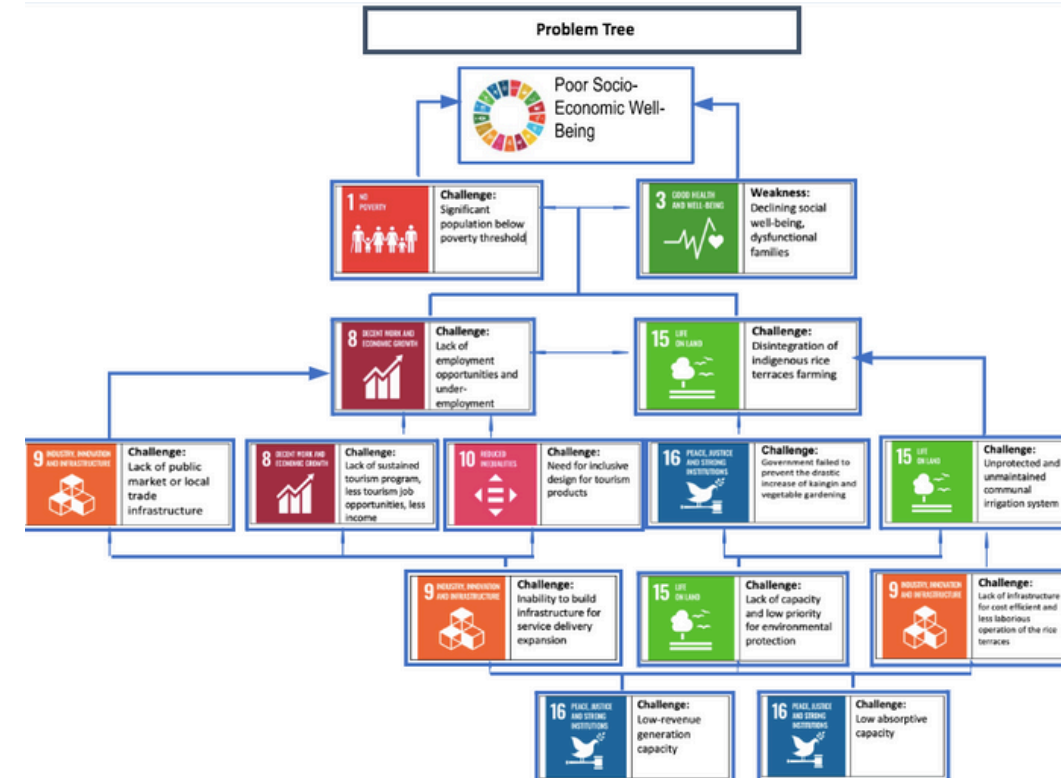 Problem Tree
Poor Socio-
Economic Well-
Being
1 NO
POVERTY
Challenge:
Significant
population below
poverty threshold
3 GOOD HEALTH
AND WELL-BEING
Weakness:
Declining social
well-being,
dysfunctional
families
8 DECENT WORK AND
ECONOMIC GROWTH
Challenge:
Lack of
employment
opportunities and
under-
employment
15 LIFE
ON LAND
Challenge:
Disintegration of
indigenous rice
terraces farming
9 INDUSTRY, INNOVATION
AND INFRASTRUCTURE
Challenge:
Lack of public
market or local
trade
infrastructure
8 DECENT WORK AND
ECONOMIC GROWTH
Challenge:
Lack of sustained
tourism program,
less tourism job
opportunities, less
income
10 REDUCED
INEQUALITIES
Challenge:
Need for inclusive
design for tourism
products
16 PEACE, JUSTICE
AND STRONG
INSTITUTIONS
Challenge:
Government failed to
prevent the drastic
increase of kaingin and
vegetable gardening
15 LIFE
ON LAND
Challenge:
Unprotected and
unmaintained
communal
irrigation system
9 INDUSTRY, INNOVATION
AND INFRASTRUCTURE
Challenge:
Inability to build
infrastructure for
service delivery
expansion
15 LIFE
ON LAND
Challenge:
Lack of capacity
and low priority
for environmental
protection
9 INDUSTRY, INNOVATION
AND INFRASTRUCTURE
Challenge:
Lack of infrastructure
for cost efficient and
less laborious
operation of the rice
terraces
16 PEACE, JUSTICE
AND STRONG
INSTITUTIONS
Challenge:
Low-revenue
generation
capacity
16 PEACE, JUSTICE
AND STRONG
INSTITUTIONS
Challenge:
Low absorptive
capacity